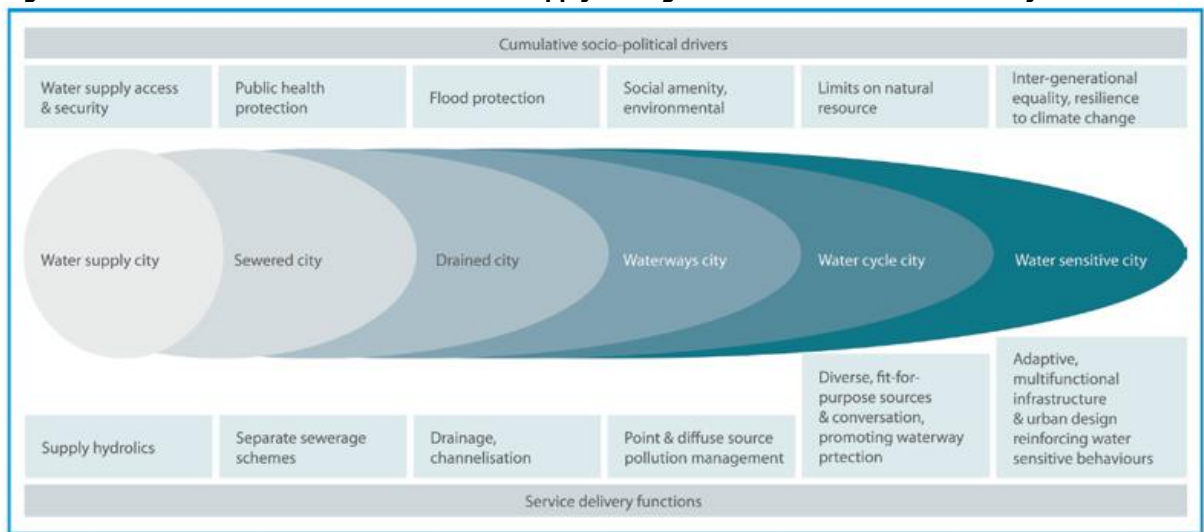 Cumulative socio-political drivers
Water supply access
& security
Public health
protection
Flood protection
Social amenity,
environmental
Limits on natural
resource
Inter-generational
equality, resilience
to climate change
Water supply city
Sewered city
Drained city
Waterways city
Water cycle city
Water sensitive city
Supply hydrolics
Separate sewerage
schemes
Drainage,
channelisation
Point & diffuse source
pollution management
Diverse, fit-for-
purpose sources
& conversation,
promoting waterway
prtection
Adaptive,
multifunctional
infrastructure
& urban design
reinforcing water
sensitive behaviours
Service delivery functions